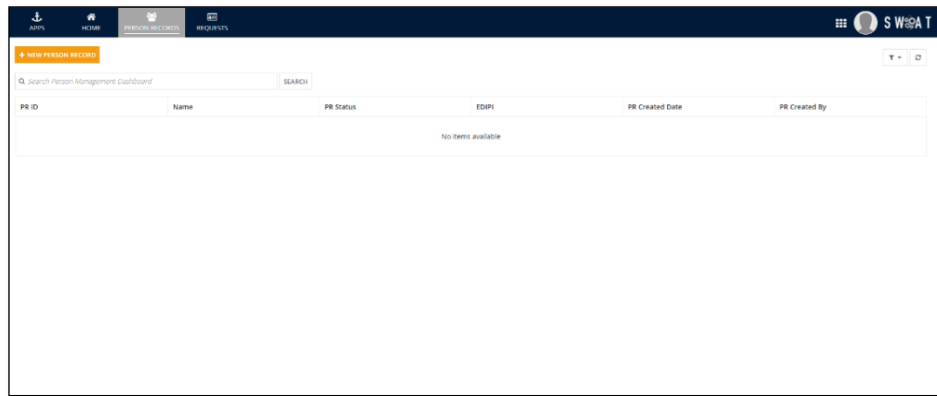 APPS HOME PERSON RECORDS REQUESTS
+ NEW PERSON RECORD
Search Person Management Dashboard SEARCH
PR ID Name PR Status EDIPI PR Created Date PR Created By
No items available